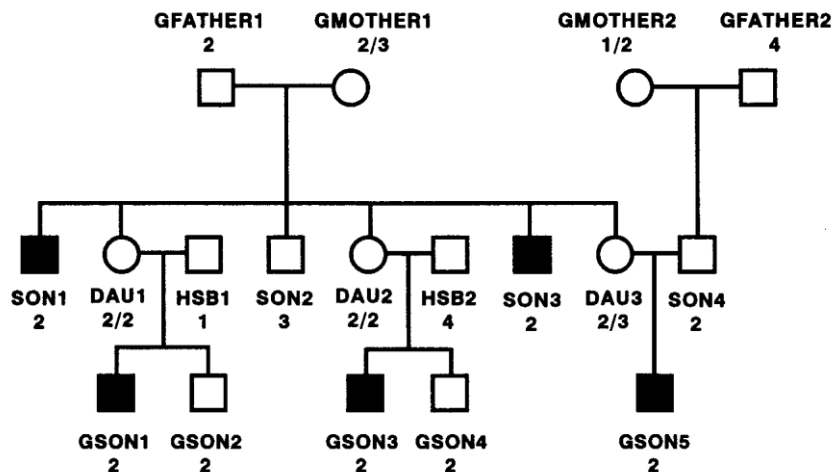 GFATHER1 GMOTHER1 GMOTHER2 GFATHER2
2 2/3 1/2 4
SON1 DAU1 HSB1 SON2 DAU2 HSB2 SON3 DAU3 SON4
2 2/2 1 3 2/2 4 2 2/3 2
GSON1 GSON2 GSON3 GSON4 GSON5
2 2 2 2 2